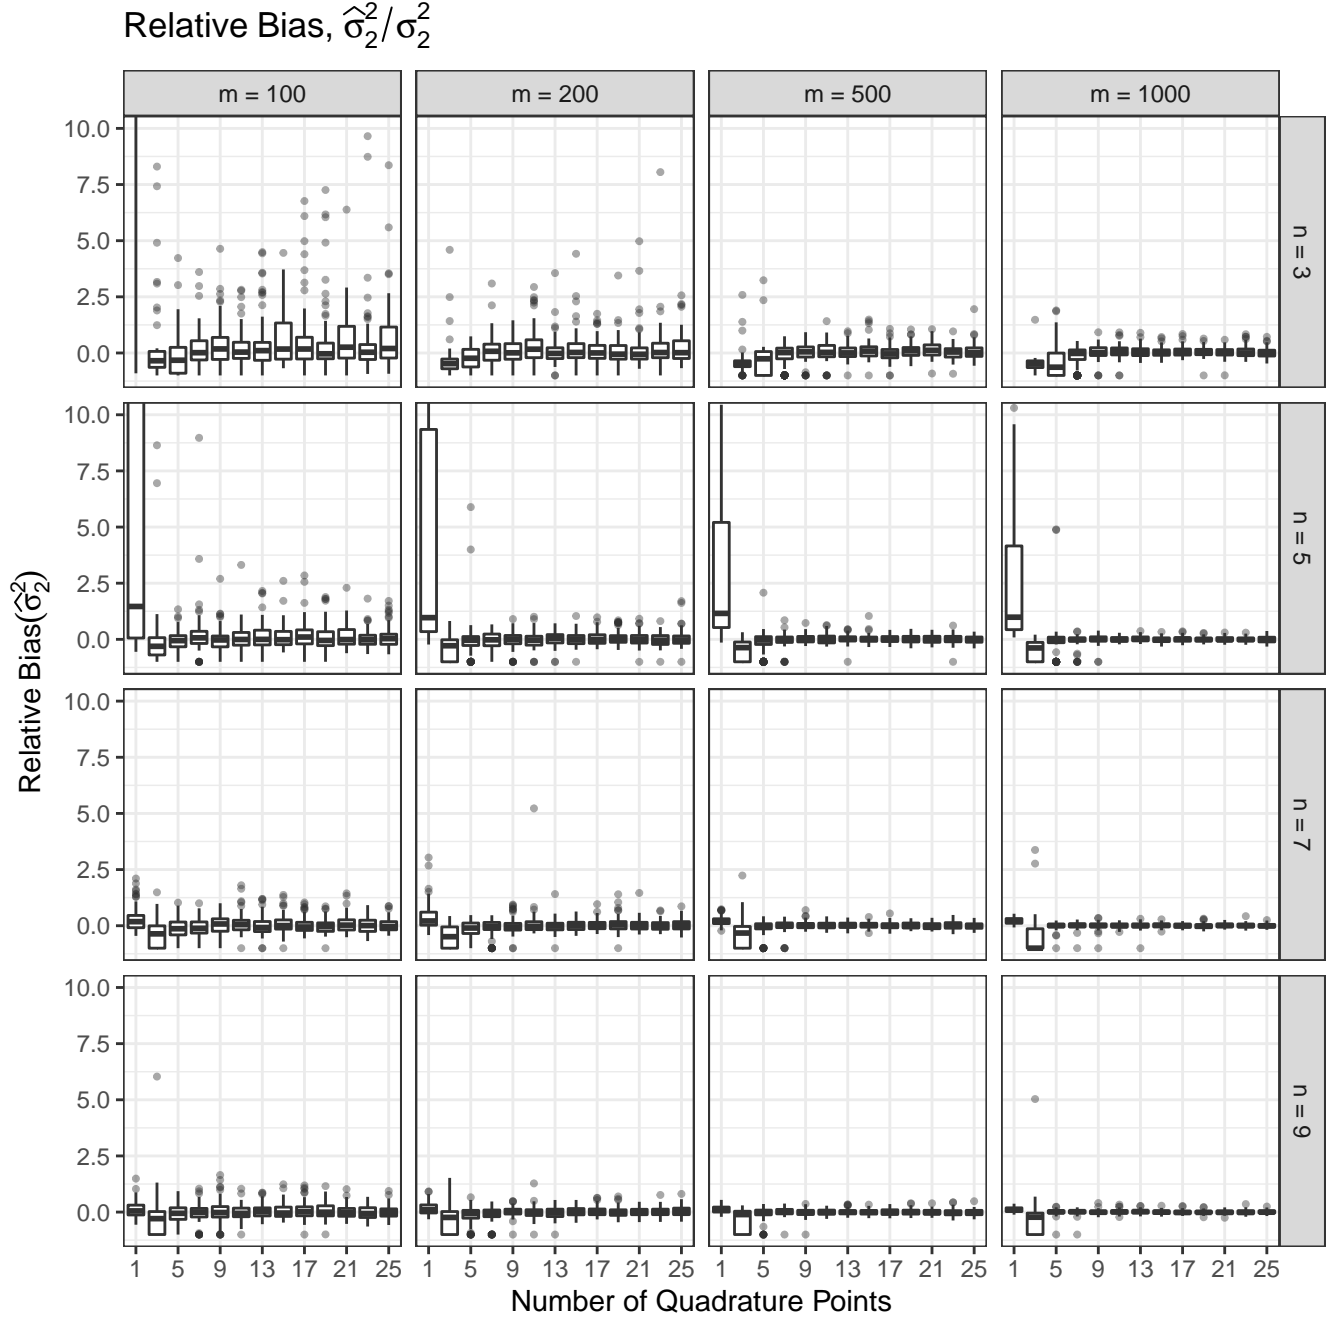 Relative Bias, σ̂₂²/σ₂²
m = 100 m = 200 m = 500 m = 1000
10.0
7.5
5.0
2.5
0.0
n = 3
10.0
7.5
5.0
2.5
0.0
n = 5
10.0
7.5
5.0
2.5
0.0
n = 7
10.0
7.5
5.0
2.5
0.0
n = 9
Relative Bias(σ̂₂²)
1 5 9 13 17 21 25 1 5 9 13 17 21 25 1 5 9 13 17 21 25 1 5 9 13 17 21 25
Number of Quadrature Points